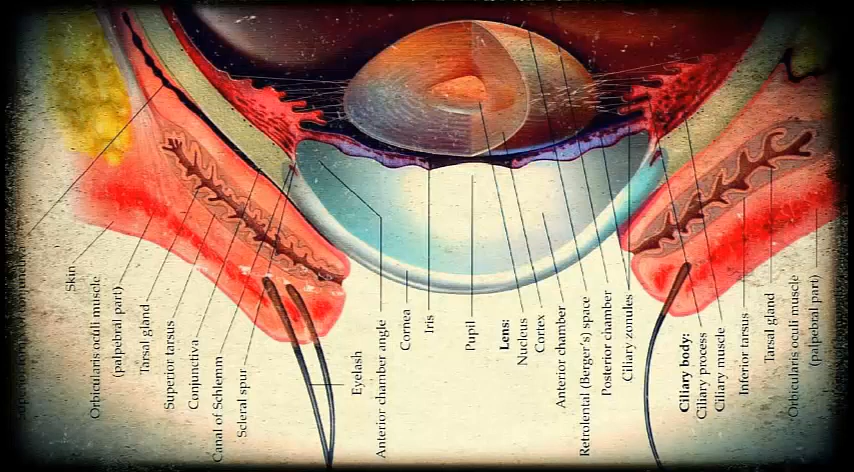 Skin
Orbicularis oculi muscle
(palpebral part)
Tarsal gland
Superior tarsus
Conjunctiva
Canal of Schlemm
Scleral spur
Eyelash
Anterior chamber angle
Cornea
Iris
Pupil
Lens:
Nucleus
Cortex
Anterior chamber
Retrolental (Berger's) space
Posterior chamber
Ciliary zonules
Ciliary body:
Ciliary process
Ciliary muscle
Inferior tarsus
Tarsal gland
Orbicularis oculi muscle
(palpebral part)